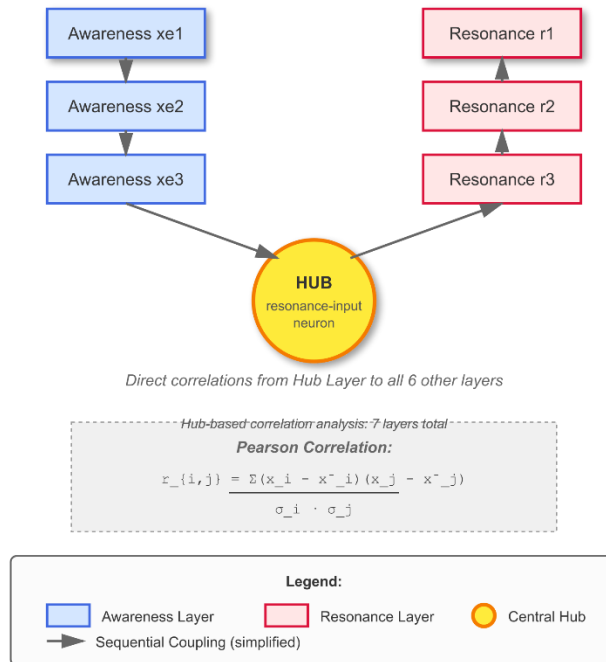 Awareness xe1
Resonance r1
Awareness xe2
Resonance r2
Awareness xe3
Resonance r3
HUB
resonance-input
neuron
Direct correlations from Hub Layer to all 6 other layers
Hub-based correlation analysis: 7 layers total
Pearson Correlation:
r_{i,j} = Σ(x_i - x¯_i)(x_j - x¯_j)
σ_i · σ_j
Legend:
Awareness Layer
Resonance Layer
Central Hub
Sequential Coupling (simplified)